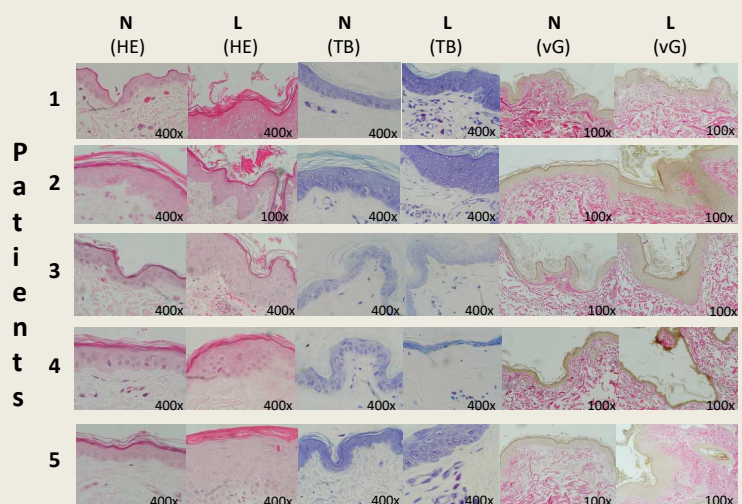 N L N L N L
(HE) (HE) (TB) (TB) (vG) (vG)
Patients
1 400x 400x 400x 400x 100x 100x
2 400x 100x 400x 400x 100x 100x
3 400x 400x 400x 400x 100x 100x
4 400x 400x 400x 400x 100x 100x
5 400x 400x 400x 400x 100x 100x